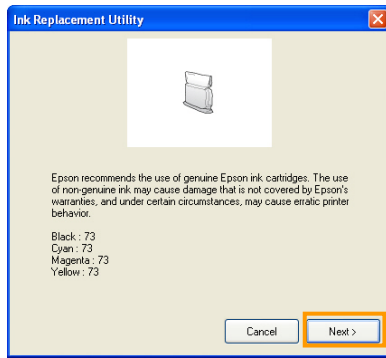 Ink Replacement Utility
Epson recommends the use of genuine Epson ink cartridges. The use
of non-genuine ink may cause damage that is not covered by Epson's
warranties, and under certain circumstances, may cause erratic printer
behavior.
Black : 73
Cyan : 73
Magenta : 73
Yellow : 73
Cancel
Next >